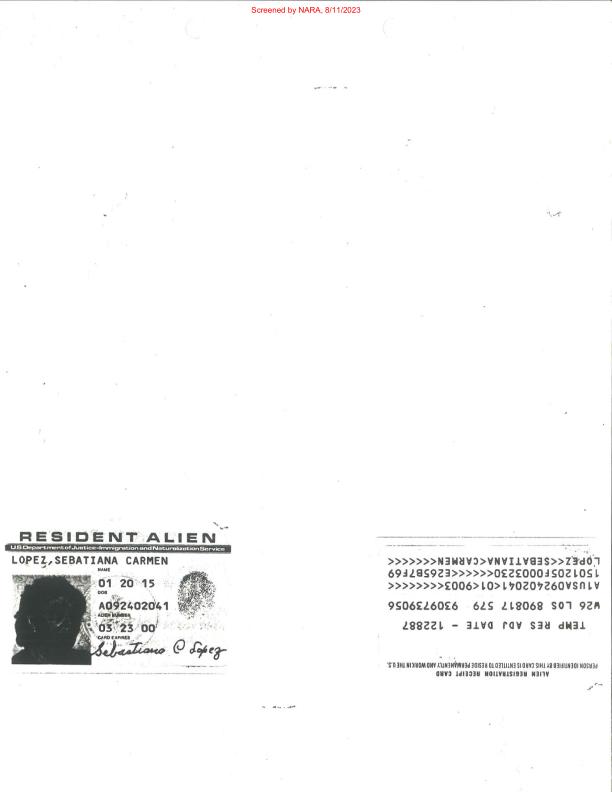 Screened by NARA, 8/11/2023
RESIDENT ALIEN
U.S. Department of Justice-Immigration and Naturalization Service
LOPEZ,SEBATIANA CARMEN
NAME
01 20 15
DOB
A092402041
ALIEN NUMBER
03 23 00
CARD EXPIRES
Sebastiana C Lopez
ALIEN REGISTRATION RECEIPT CARD
PERSON IDENTIFIED BY THIS CARD IS ENTITLED TO RESIDE PERMANENTLY AND WORK IN THE U.S.
TEMP RES ADJ DATE - 122887
W26 LOS 890817 579 9309739056
A1USA092402041<01<9003<<<<<<<<
1501205F0003230<<<<<<<E265B7F69
LOPEZ<<SEBATIANA<CARMEN<<<<<<<